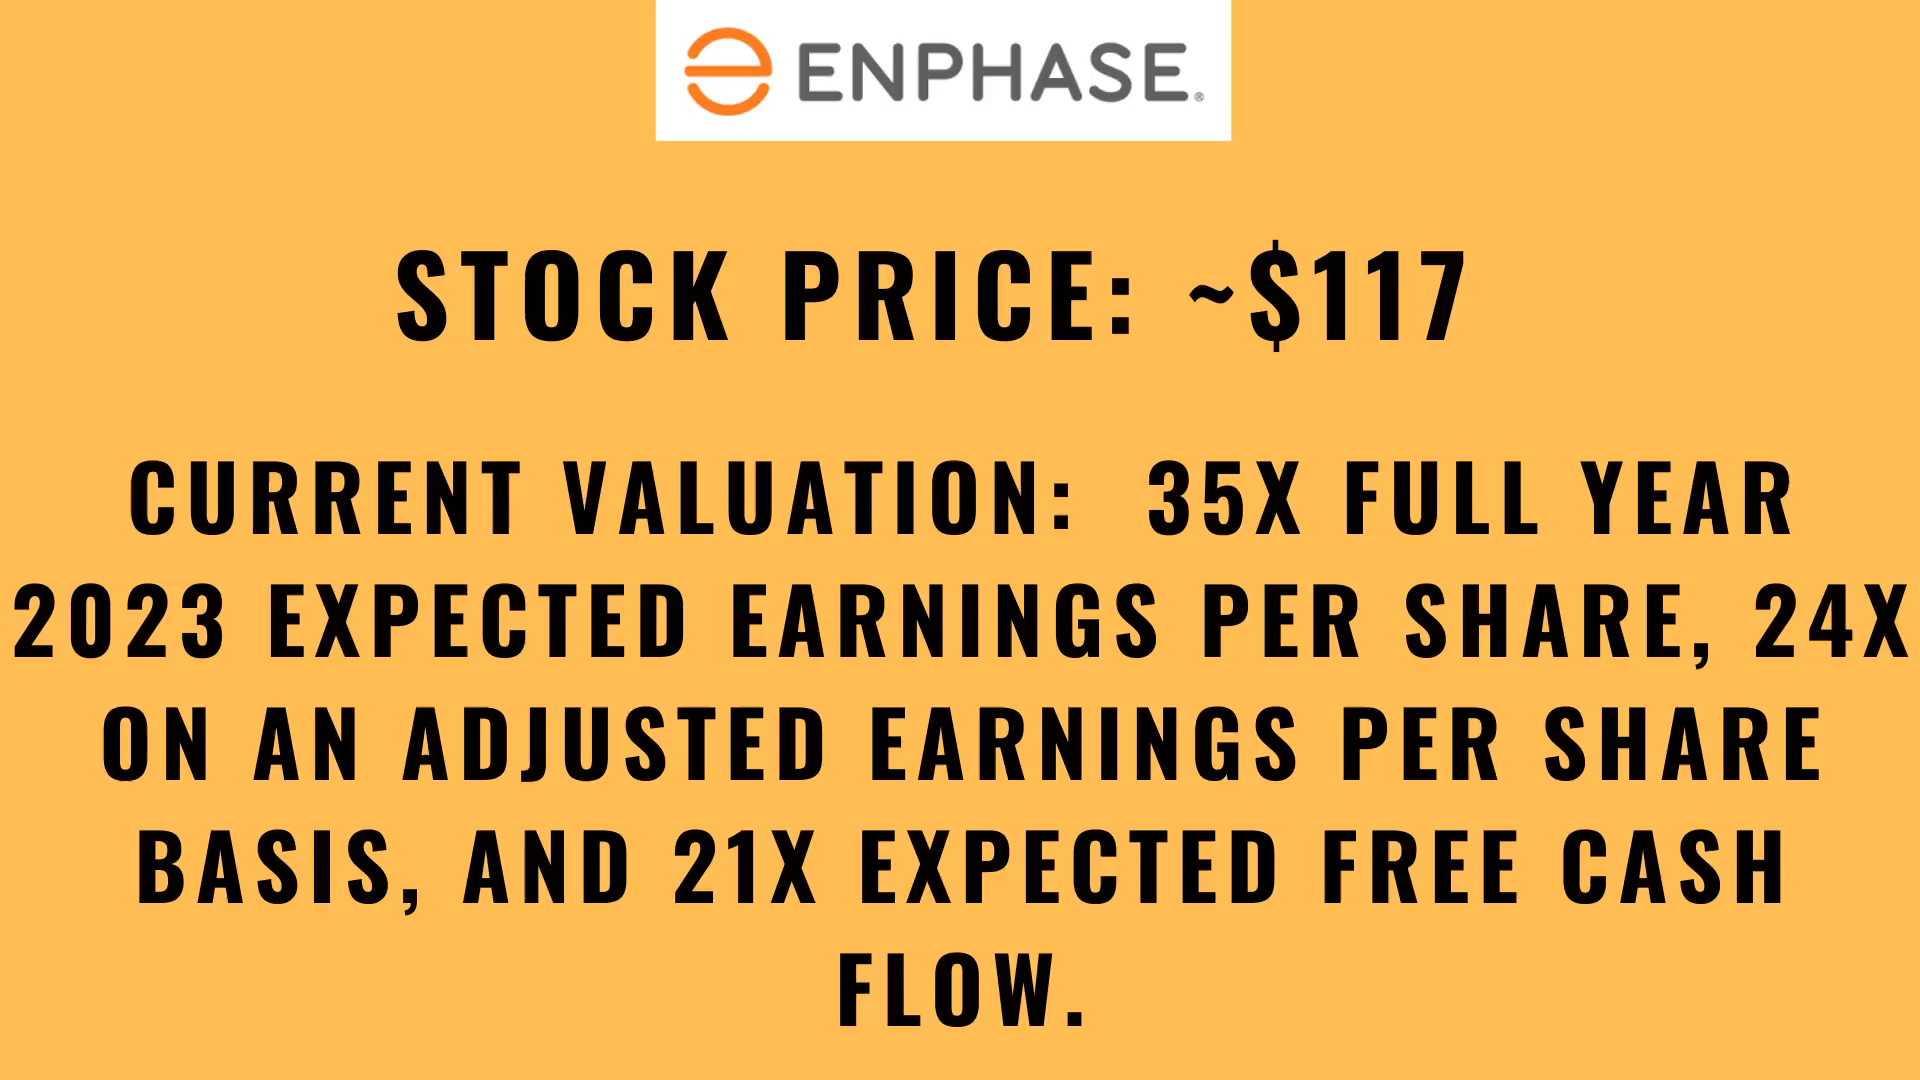 ENPHASE®
STOCK PRICE: ~$117
CURRENT VALUATION: 35X FULL YEAR
2023 EXPECTED EARNINGS PER SHARE, 24X
ON AN ADJUSTED EARNINGS PER SHARE
BASIS, AND 21X EXPECTED FREE CASH
FLOW.